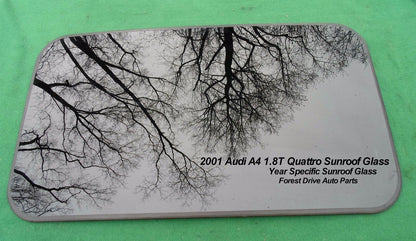 2001 Audi A4 1.8T Quattro Sunroof Glass
Year Specific Sunroof Glass
Forest Drive Auto Parts